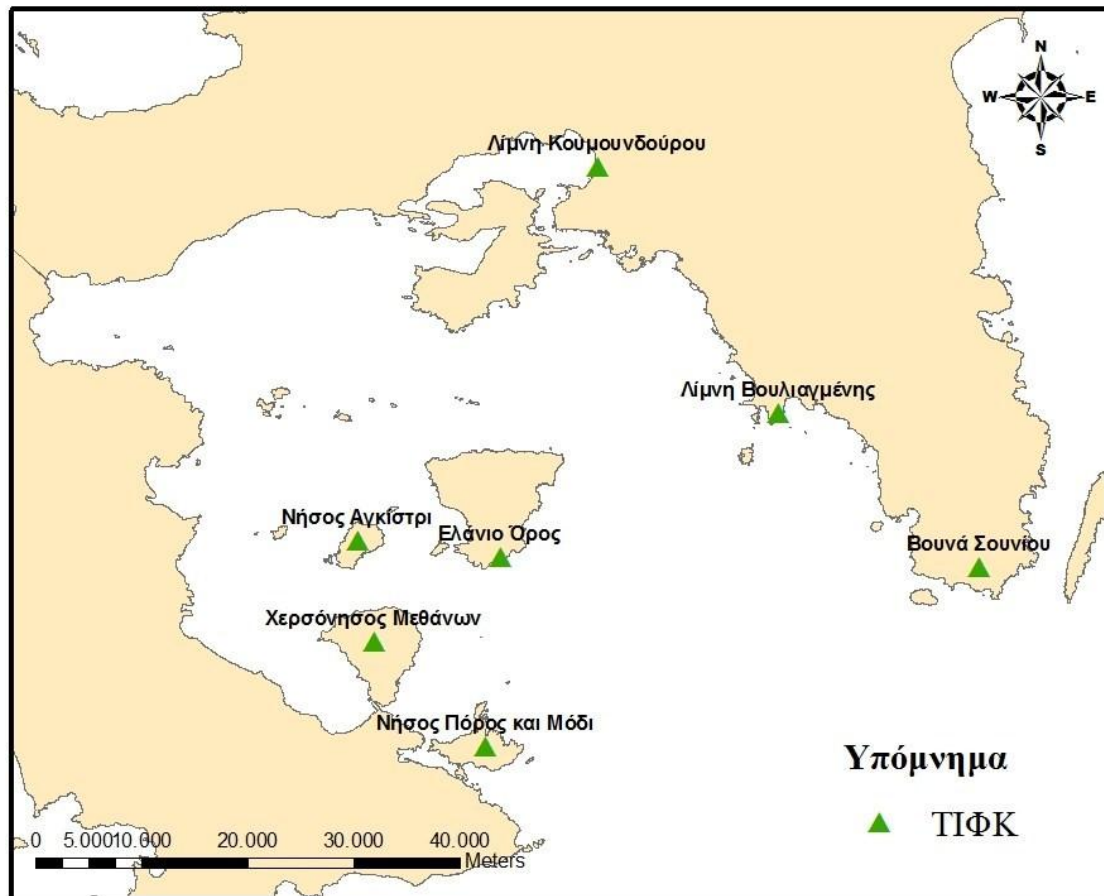 N
W E
S
Λίμνη Κουμουνδούρου
Λίμνη Βουλιαγμένης
Νήσος Αγκίστρι
Ελάνιο Όρος
Βουνά Σουνίου
Χερσόνησος Μεθάνων
Νήσος Πόρος και Μόδι
Υπόμνημα
ΤΙΦΚ
0 5.000 10.000 20.000 30.000 40.000
Meters